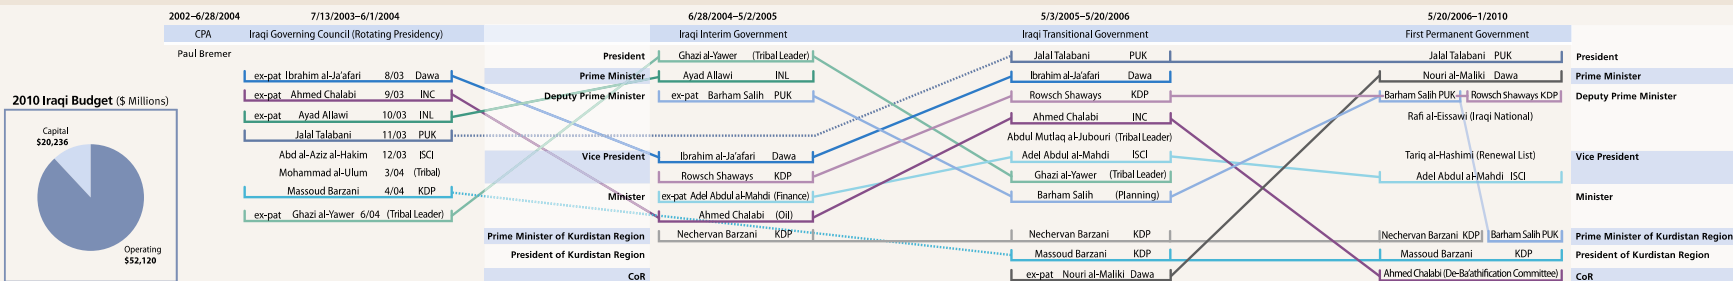 2002–6/28/2004 7/13/2003–6/1/2004 6/28/2004–5/2/2005 5/3/2005–5/20/2006 5/20/2006–1/2010
CPA Iraqi Governing Council (Rotating Presidency) Iraqi Interim Government Iraqi Transitional Government First Permanent Government
Paul Bremer President Ghazi al-Yawer (Tribal Leader) Jalal Talabani PUK Jalal Talabani PUK President
ex-pat Ibrahim al-Ja'afari 8/03 Dawa Prime Minister Ayad Allawi INL Ibrahim al-Ja'afari Dawa Nouri al-Maliki Dawa Prime Minister
ex-pat Ahmed Chalabi 9/03 INC Deputy Prime Minister ex-pat Barham Salih PUK Rowsch Shaways KDP Barham Salih PUK Rowsch Shaways KDP Deputy Prime Minister
2010 Iraqi Budget ($ Millions)
ex-pat Ayad Allawi 10/03 INL Ahmed Chalabi INC Rafi al-Eissawi (Iraqi National)
Capital
$20,236
Jalal Talabani 11/03 PUK Abdul Mutlaq al-Jubouri (Tribal Leader)
Abd al-Aziz al-Hakim 12/03 ISCI Vice President Ibrahim al-Ja'afari Dawa Adel Abdul al-Mahdi ISCI Tariq al-Hashimi (Renewal List) Vice President
Mohammad al-Ulum 3/04 (Tribal) Rowsch Shaways KDP Ghazi al-Yawer (Tribal Leader) Adel Abdul al-Mahdi ISCI
Massoud Barzani 4/04 KDP Minister ex-pat Adel Abdul al-Mahdi (Finance) Barham Salih (Planning) Minister
ex-pat Ghazi al-Yawer 6/04 (Tribal Leader) Ahmed Chalabi (Oil)
Prime Minister of Kurdistan Region Nechervan Barzani KDP Nechervan Barzani KDP Nechervan Barzani KDP Barham Salih PUK Prime Minister of Kurdistan Region
Operating
$52,120
President of Kurdistan Region Massoud Barzani KDP Massoud Barzani KDP President of Kurdistan Region
CoR ex-pat Nouri al-Maliki Dawa Ahmed Chalabi (De-Ba'athification Committee) CoR